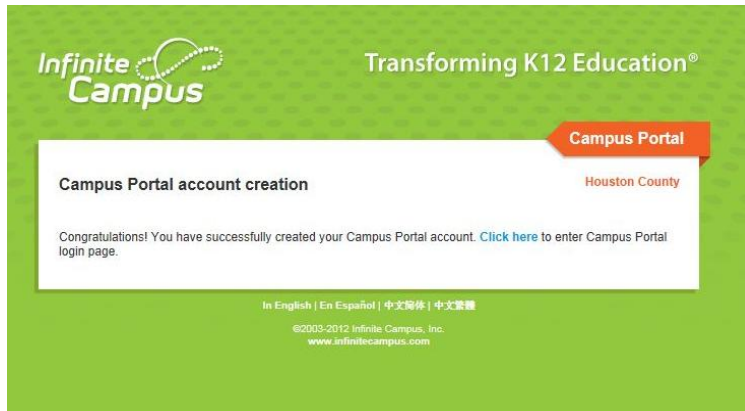 Infinite Campus
Transforming K12 Education®
Campus Portal
Campus Portal account creation
Houston County
Congratulations! You have successfully created your Campus Portal account. Click here to enter Campus Portal
login page.
In English | En Español | 中文简体 | 中文繁體
©2003-2012 Infinite Campus, Inc.
www.infinitecampus.com